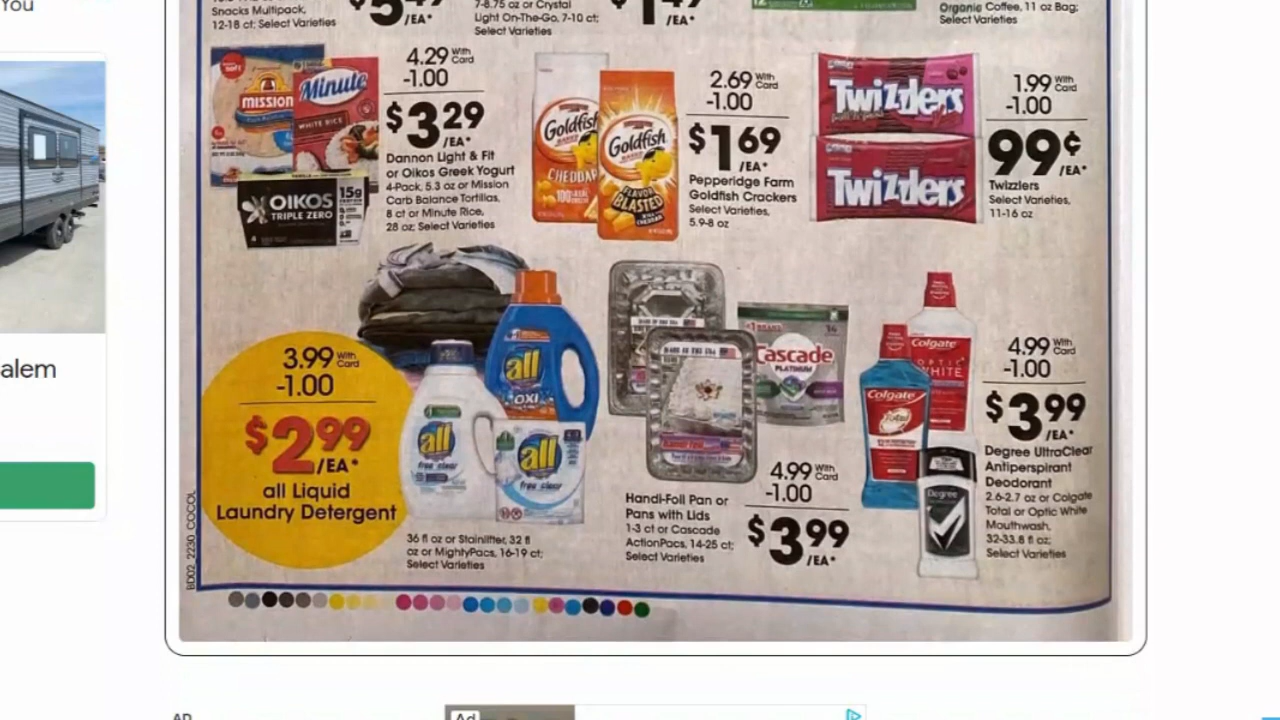 You
Snacks Multipack,
12-18 ct; Select Varieties
/EA*
7-8.75 oz or Crystal
Light On-The-Go, 7-10 ct;
Select Varieties
/EA*
Organic Coffee, 11 oz Bag;
Select Varieties
MISSION
Minute
WHITE RICE
OIKOS
TRIPLE ZERO
15g
4.29 With Card
-1.00
$3.29
/EA*
Dannon Light & Fit
or Oikos Greek Yogurt
4-Pack, 5.3 oz or Mission
Carb Balance Tortillas,
8 ct or Minute Rice,
28 oz; Select Varieties
Goldfish
CHEDDAR
Goldfish
FLAVOR
BLASTED
2.69 With Card
-1.00
$1.69
/EA*
Pepperidge Farm
Goldfish Crackers
Select Varieties,
5.9-8 oz
Twizzlers
Twizzlers
1.99 With Card
-1.00
99¢
/EA*
Twizzlers
Select Varieties,
11-16 oz
alem
3.99 With Card
-1.00
$2.99
/EA*
all Liquid
Laundry Detergent
all
OXI
all
free clear
all
free clear
36 fl oz or Stainlifter, 32 fl
oz or MightyPacs, 16-19 ct;
Select Varieties
MADE IN THE USA
Cascade
PLATINUM
Handi-Foil Pan or
Pans with Lids
1-3 ct or Cascade
ActionPacs, 14-25 ct;
Select Varieties
4.99 With Card
-1.00
$3.99
/EA*
Colgate
OPTIC
WHITE
Colgate
Total
Degree
4.99 With Card
-1.00
$3.99
/EA*
Degree UltraClear
Antiperspirant
Deodorant
2.6-2.7 oz or Colgate
Total or Optic White
Mouthwash,
32-33.8 fl oz;
Select Varieties
BD02_2230 COCOL
AD
Ad